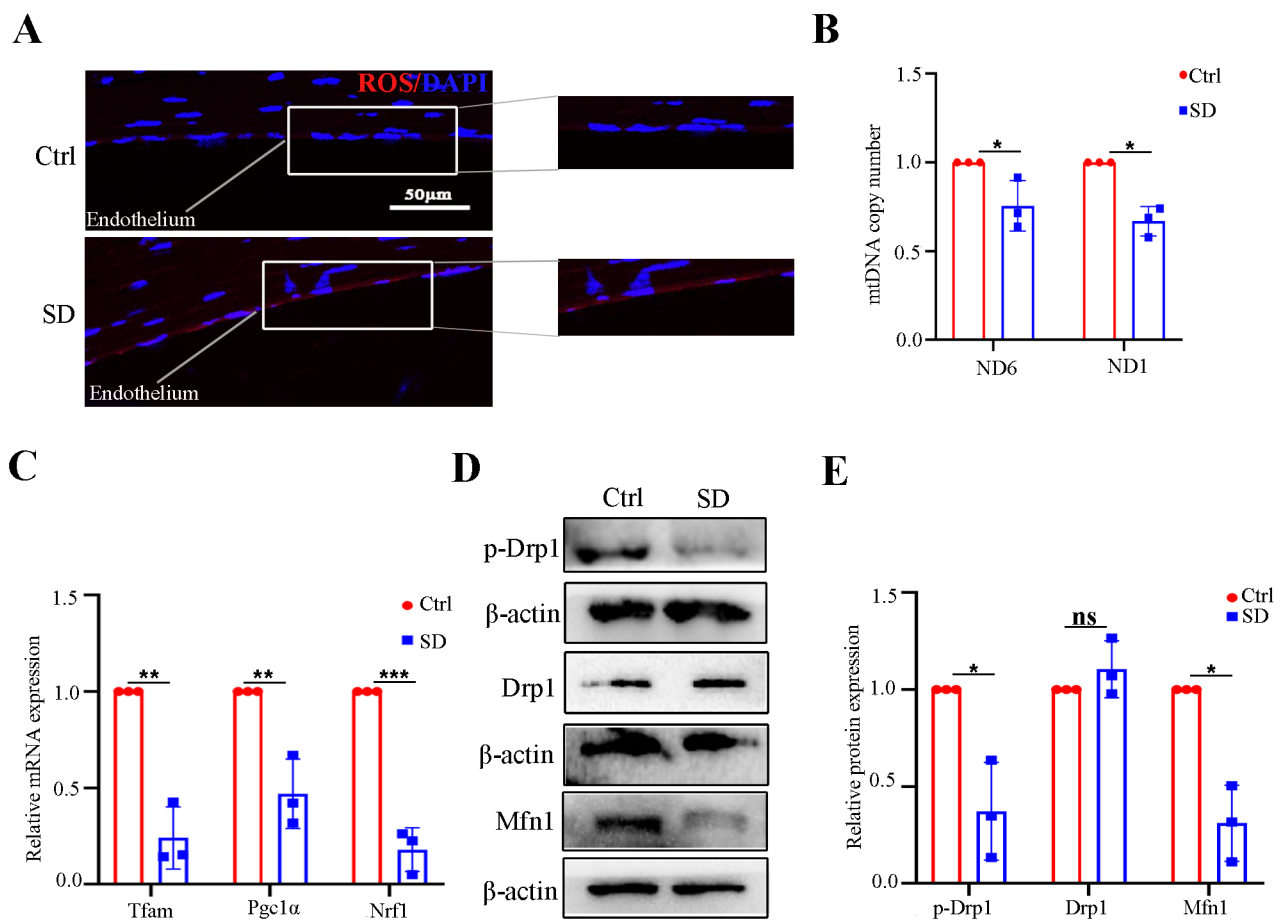 A
ROS/DAPI
Ctrl
50μm
Endothelium
SD
Endothelium
B
1.5
1.0
0.5
0.0
mtDNA copy number
Ctrl
SD
*
*
ND6
ND1
C
1.5
1.0
0.5
0.0
Relative mRNA expression
Ctrl
SD
**
**
***
Tfam
Pgc1α
Nrf1
D
Ctrl
SD
p-Drp1
β-actin
Drp1
β-actin
Mfn1
β-actin
E
1.5
1.0
0.5
0.0
Relative protein expression
Ctrl
SD
*
ns
*
p-Drp1
Drp1
Mfn1